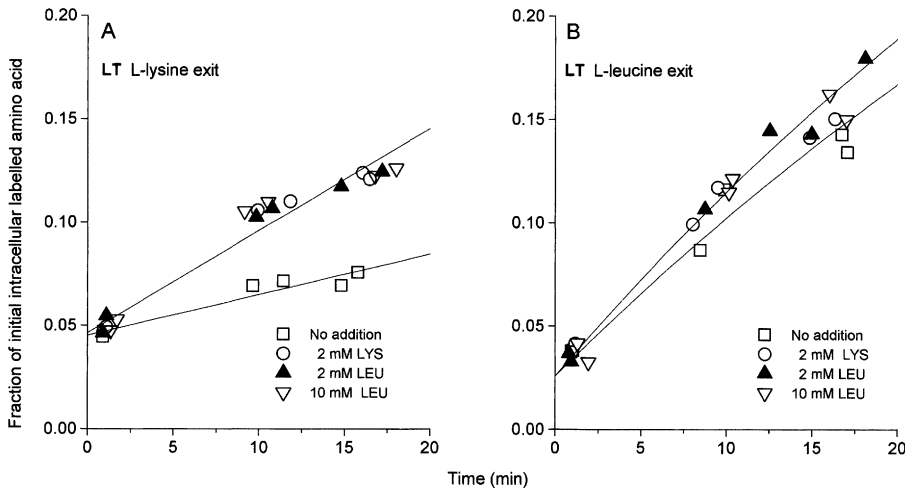 A
LT L-lysine exit
Fraction of initial intracellular labelled amino acid
0.20
0.15
0.10
0.05
0.00
0
5
10
15
20
No addition
2 mM LYS
2 mM LEU
10 mM LEU
B
LT L-leucine exit
0.20
0.15
0.10
0.05
0.00
0
5
10
15
20
No addition
2 mM LYS
2 mM LEU
10 mM LEU
Time (min)